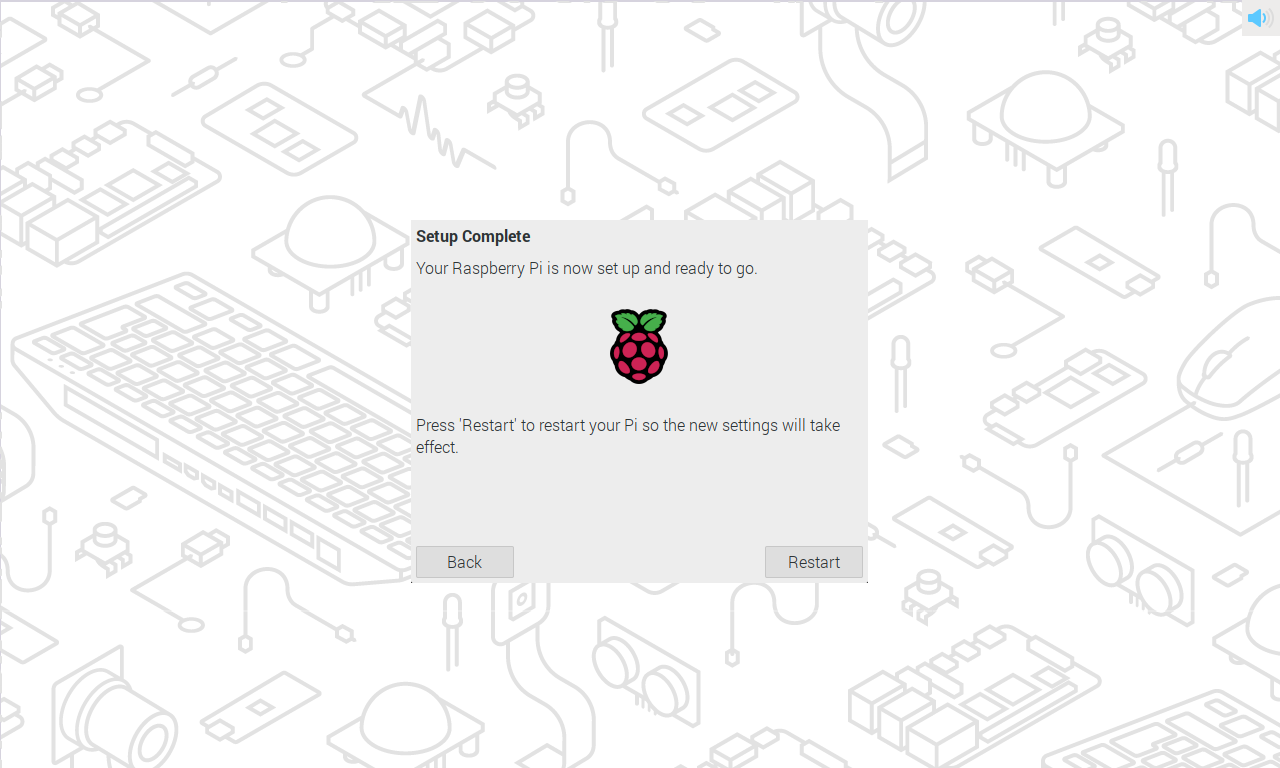 Setup Complete
Your Raspberry Pi is now set up and ready to go.
Press 'Restart' to restart your Pi so the new settings will take
effect.
Back
Restart